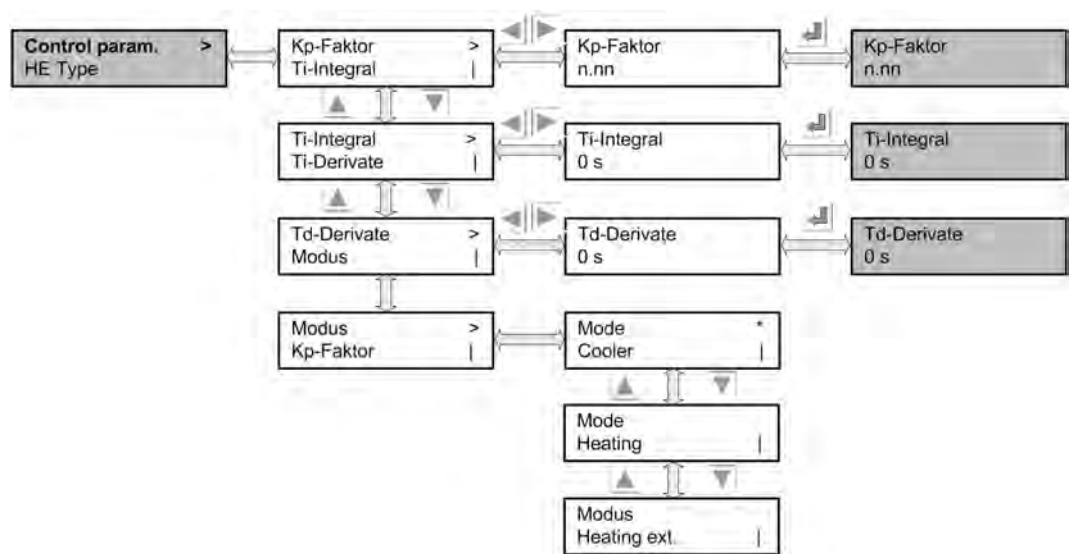 Control param. >
HE Type
Kp-Faktor >
Ti-Integral |
Kp-Faktor
n.nn
Kp-Faktor
n.nn
Ti-Integral >
Ti-Derivate |
Ti-Integral
0 s
Ti-Integral
0 s
Td-Derivate >
Modus |
Td-Derivate
0 s
Td-Derivate
0 s
Modus >
Kp-Faktor |
Mode *
Cooler |
Mode
Heating |
Modus
Heating ext. |